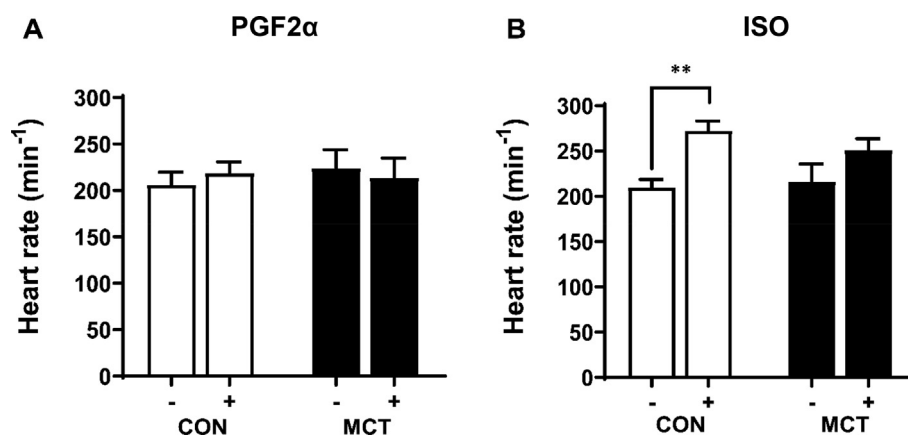 A PGF2α
Heart rate (min⁻¹)
300
250
200
150
100
50
0
- + - +
CON MCT
B ISO
**
Heart rate (min⁻¹)
300
250
200
150
100
50
0
- + - +
CON MCT